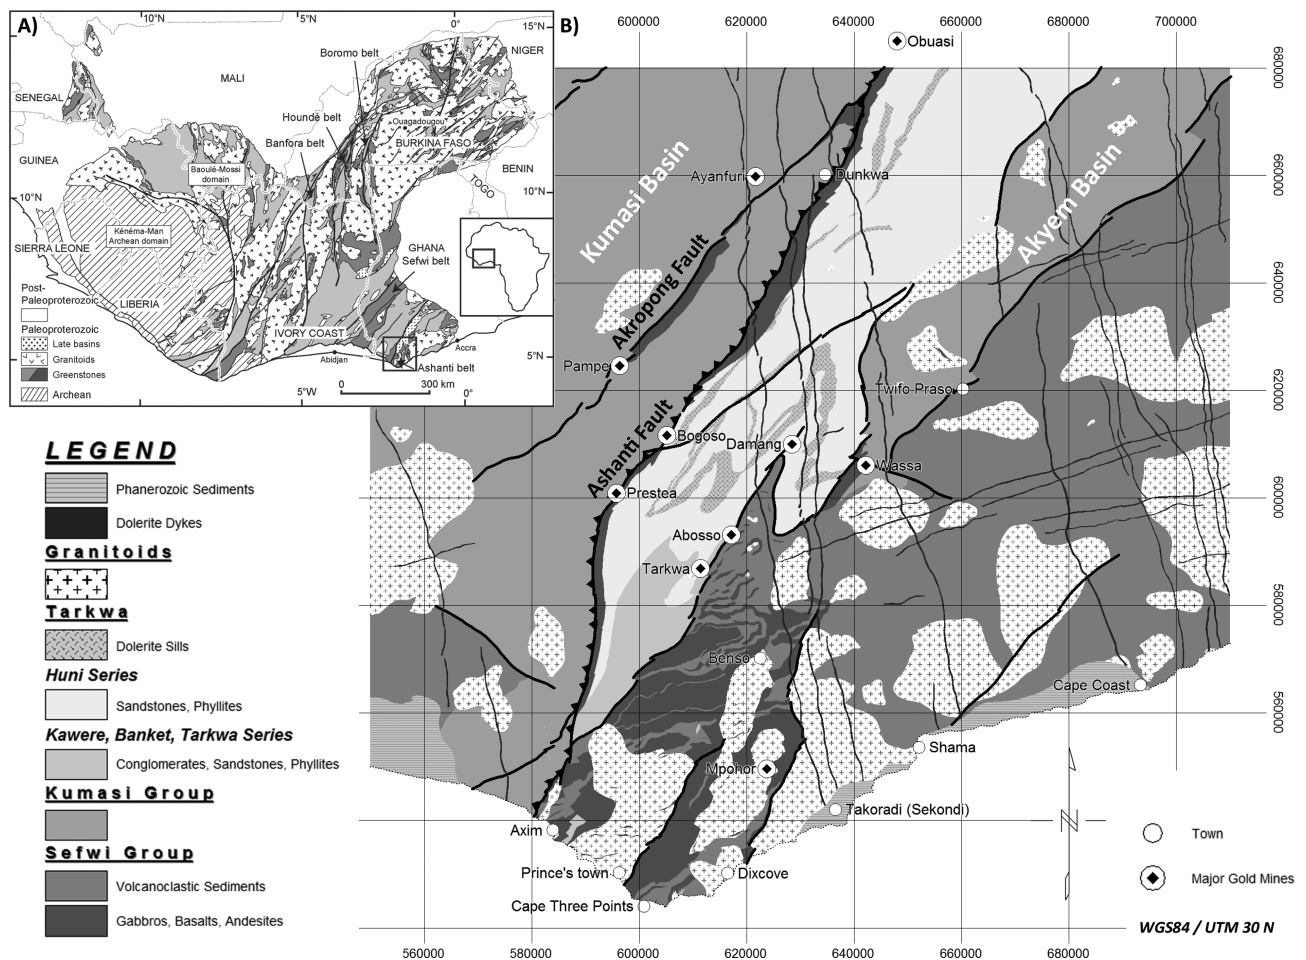 A)
10°N
5°N
0°
15°N
NIGER
Boromo belt
MALI
SENEGAL
Houndé belt
Ouagadougou
Banfora belt
BURKINA FASO
GUINEA
Baoulé-Mossi
domain
BENIN
TOGO
10°N
10°N
Kénéma-Man
Archean domain
SIERRA LEONE
GHANA
Sefwi belt
Post-
Paleoproterozoic
LIBERIA
Paleoproterozoic
Late basins
Granitoids
Greenstones
Archean
IVORY COAST
Abidjan
Accra
5°N
Ashanti belt
5°W
0
300 km
0°
B)
600000
620000
640000
660000
680000
700000
Obuasi
680000
Kumasi Basin
Akyem Basin
Ayanfuri
Dunkwa
660000
Akropong Fault
640000
Pampe
Twifo Praso
620000
Ashanti Fault
Bogoso
Damang
Wassa
Prestea
600000
Abosso
Tarkwa
580000
Benso
Cape Coast
560000
Shama
Mpohor
Takoradi (Sekondi)
Axim
Prince's town
Dixcove
Cape Three Points
N
560000
580000
600000
620000
640000
660000
680000
LEGEND
Phanerozoic Sediments
Dolerite Dykes
Granitoids
Tarkwa
Dolerite Sills
Huni Series
Sandstones, Phyllites
Kawere, Banket, Tarkwa Series
Conglomerates, Sandstones, Phyllites
Kumasi Group
Sefwi Group
Volcanoclastic Sediments
Gabbros, Basalts, Andesites
Town
Major Gold Mines
WGS84 / UTM 30 N